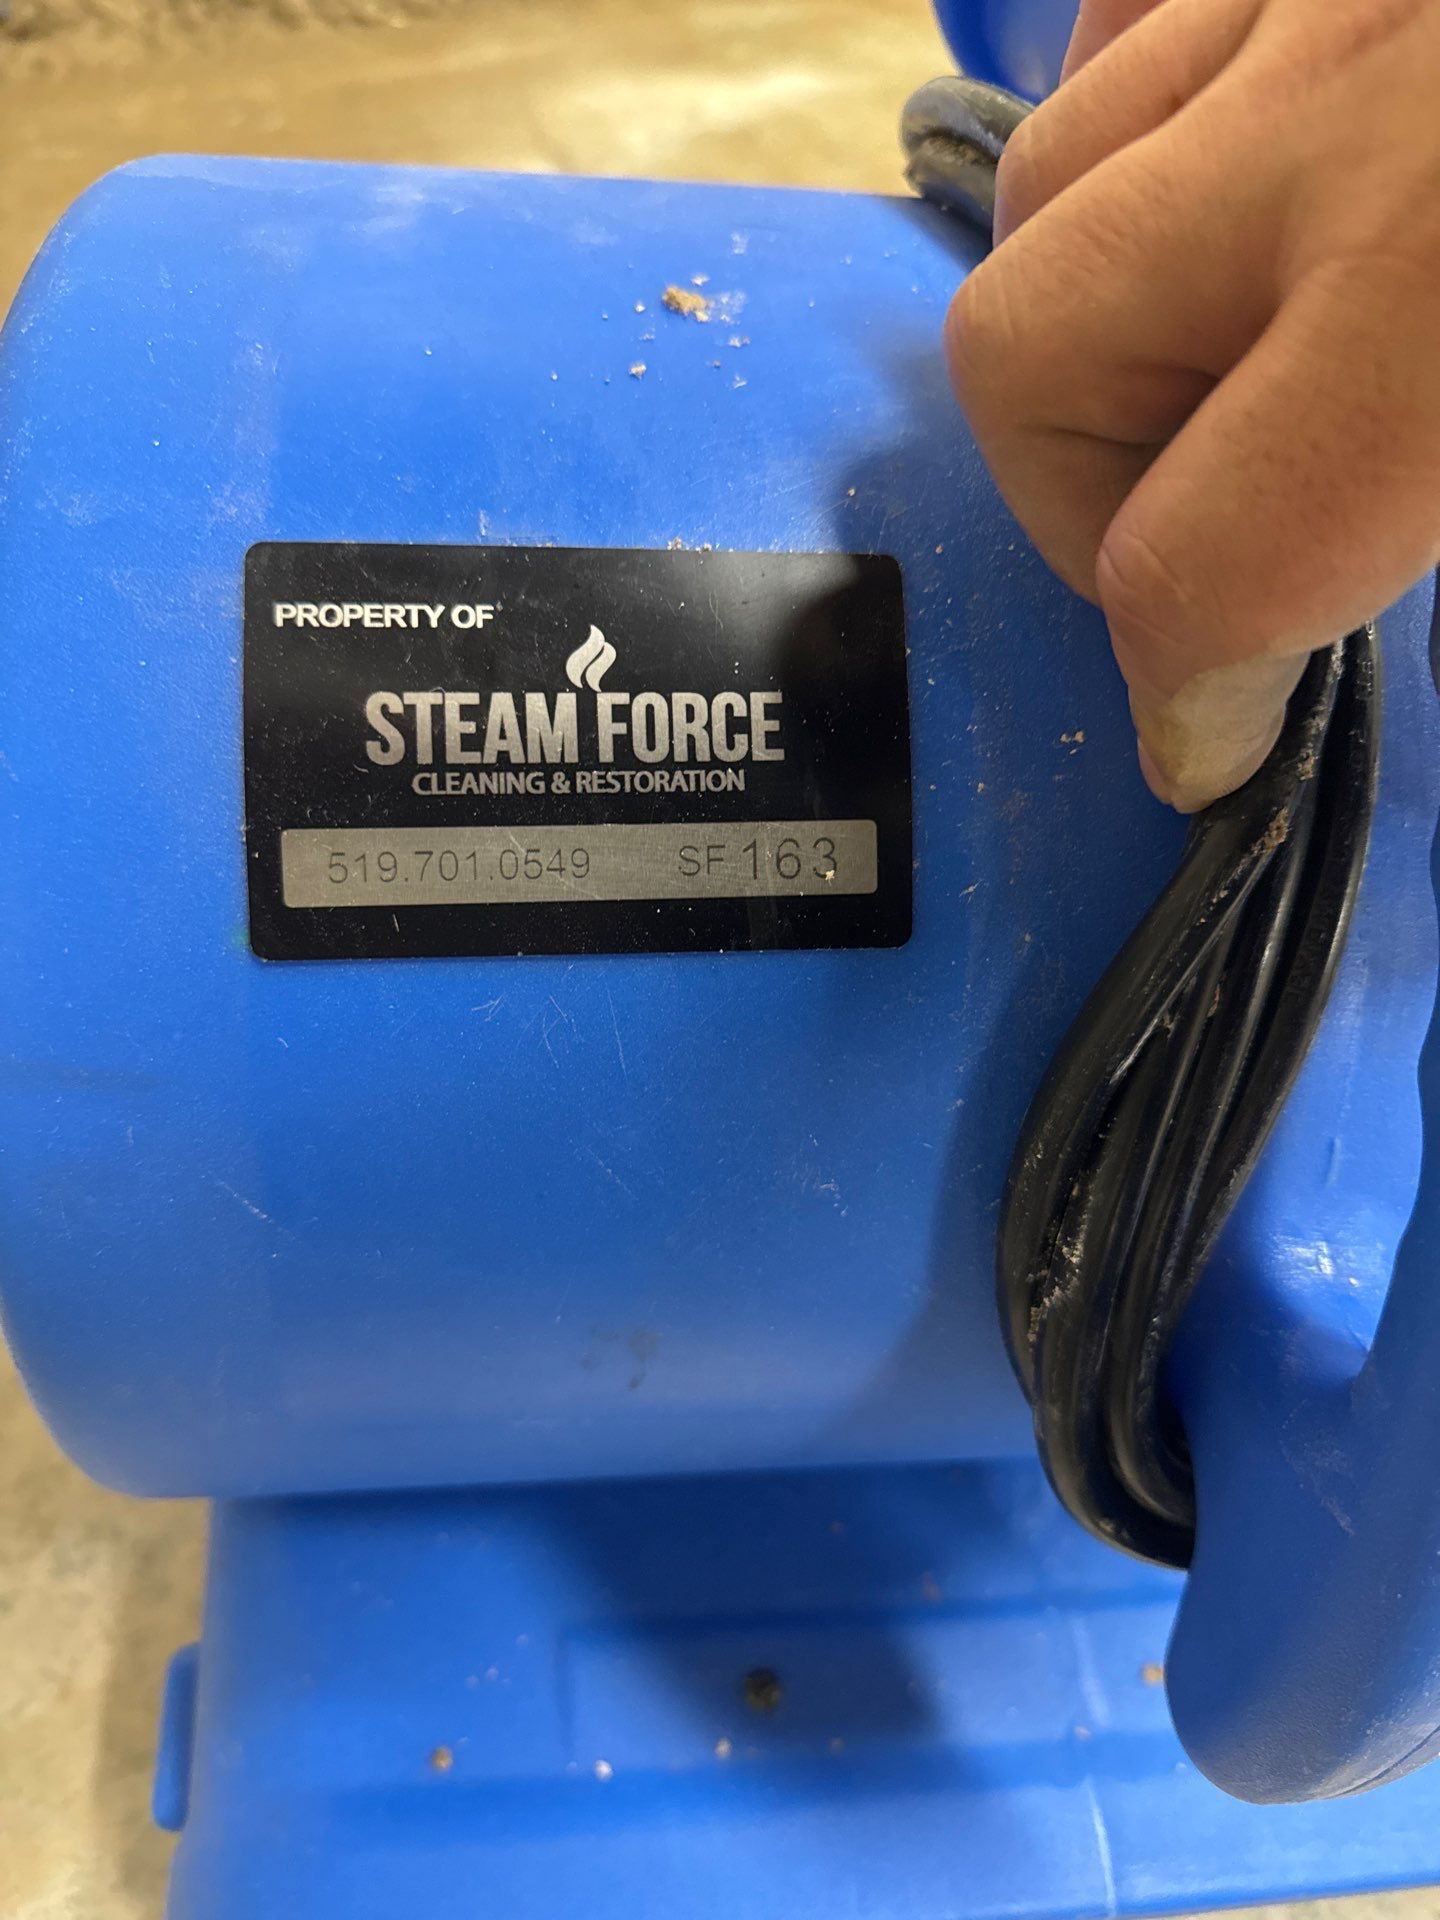 PROPERTY OF
STEAM FORCE
CLEANING & RESTORATION
519.701.0549 SF 163